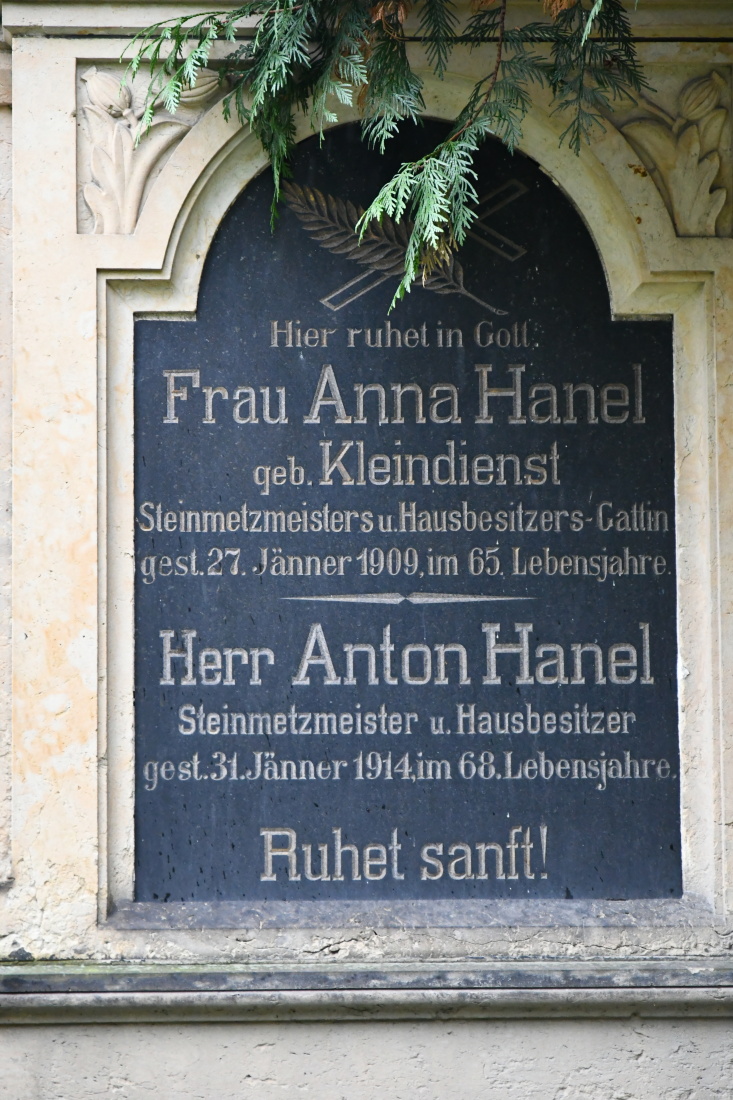 Hier ruhet in Gott.
Frau Anna Hanel
geb. Kleindienst
Steinmetzmeisters u. Hausbesitzers-Gattin
gest. 27. Jänner 1909, im 65. Lebensjahre.
Herr Anton Hanel
Steinmetzmeister u. Hausbesitzer
gest. 31. Jänner 1914, im 68. Lebensjahre.
Ruhet sanft!